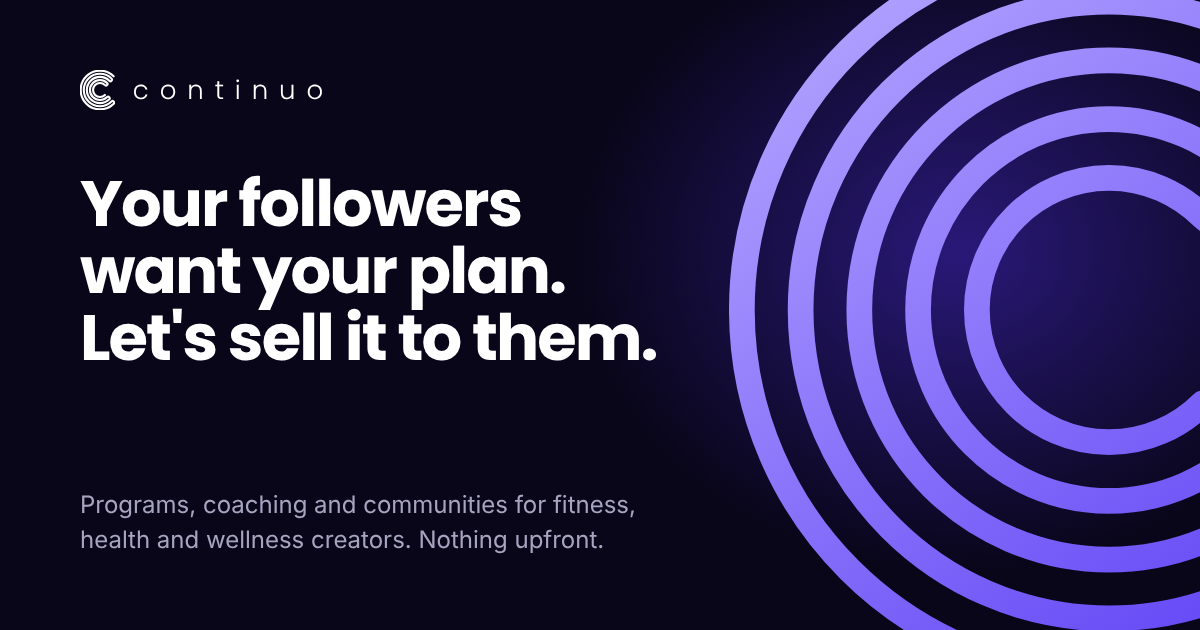 continuo
Your followers
want your plan.
Let's sell it to them.
Programs, coaching and communities for fitness,
health and wellness creators. Nothing upfront.